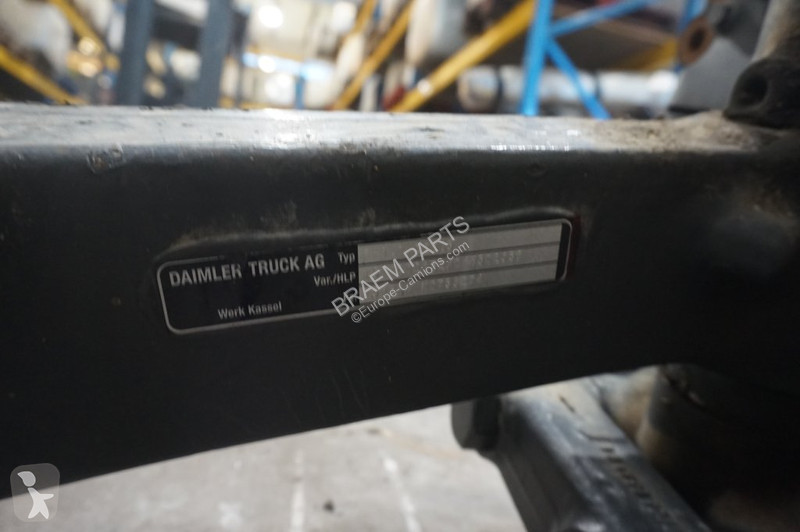 DAIMLER TRUCK AG Typ
Var./HLP
Werk Kassel
BRAEM PARTS
©Europe-Camions.com